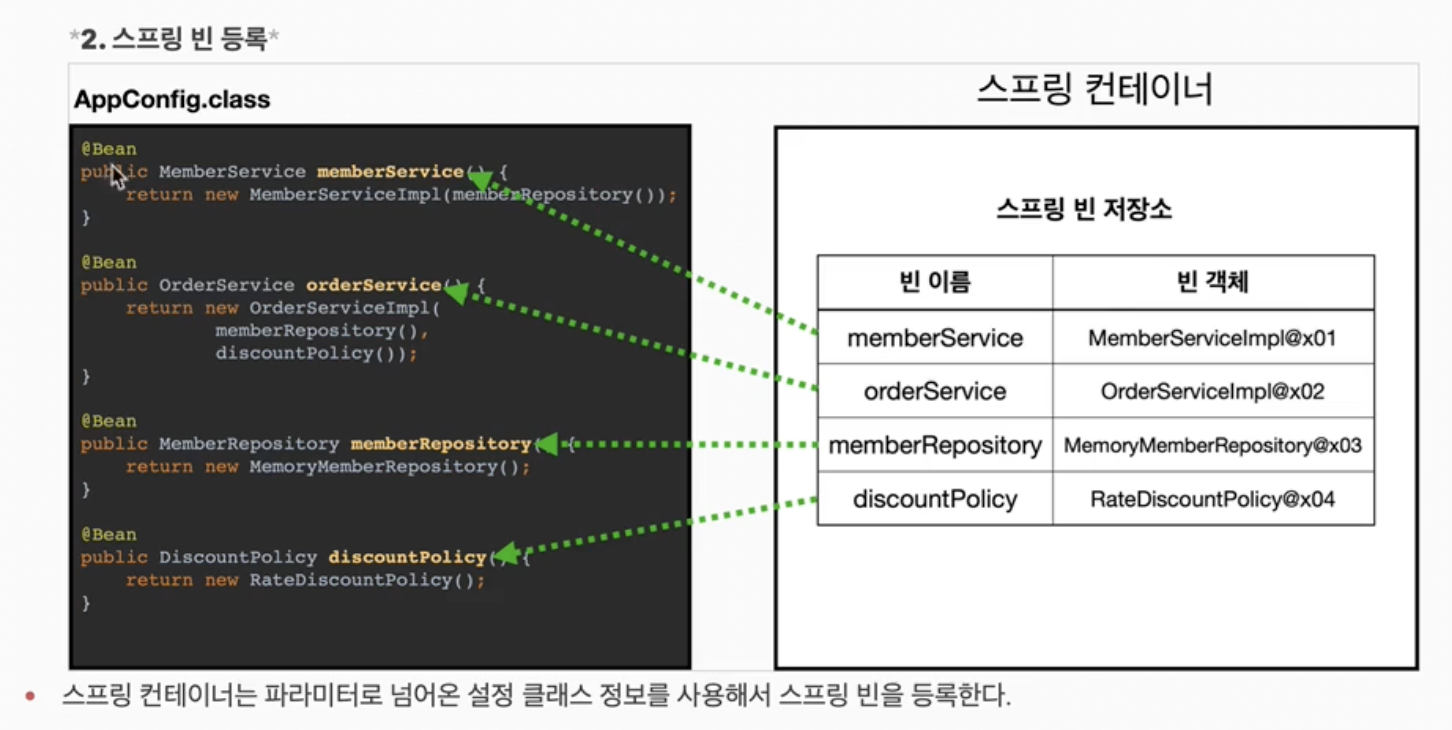 *2. 스프링 빈 등록*
AppConfig.class
@Bean
public MemberService memberService() {
return new MemberServiceImpl(memberRepository());
}
@Bean
public OrderService orderService() {
return new OrderServiceImpl(
memberRepository(),
discountPolicy());
}
@Bean
public MemberRepository memberRepository() {
return new MemoryMemberRepository();
}
@Bean
public DiscountPolicy discountPolicy() {
return new RateDiscountPolicy();
}
스프링 컨테이너
스프링 빈 저장소
빈 이름 빈 객체
memberService MemberServiceImpl@x01
orderService OrderServiceImpl@x02
memberRepository MemoryMemberRepository@x03
discountPolicy RateDiscountPolicy@x04
• 스프링 컨테이너는 파라미터로 넘어온 설정 클래스 정보를 사용해서 스프링 빈을 등록한다.